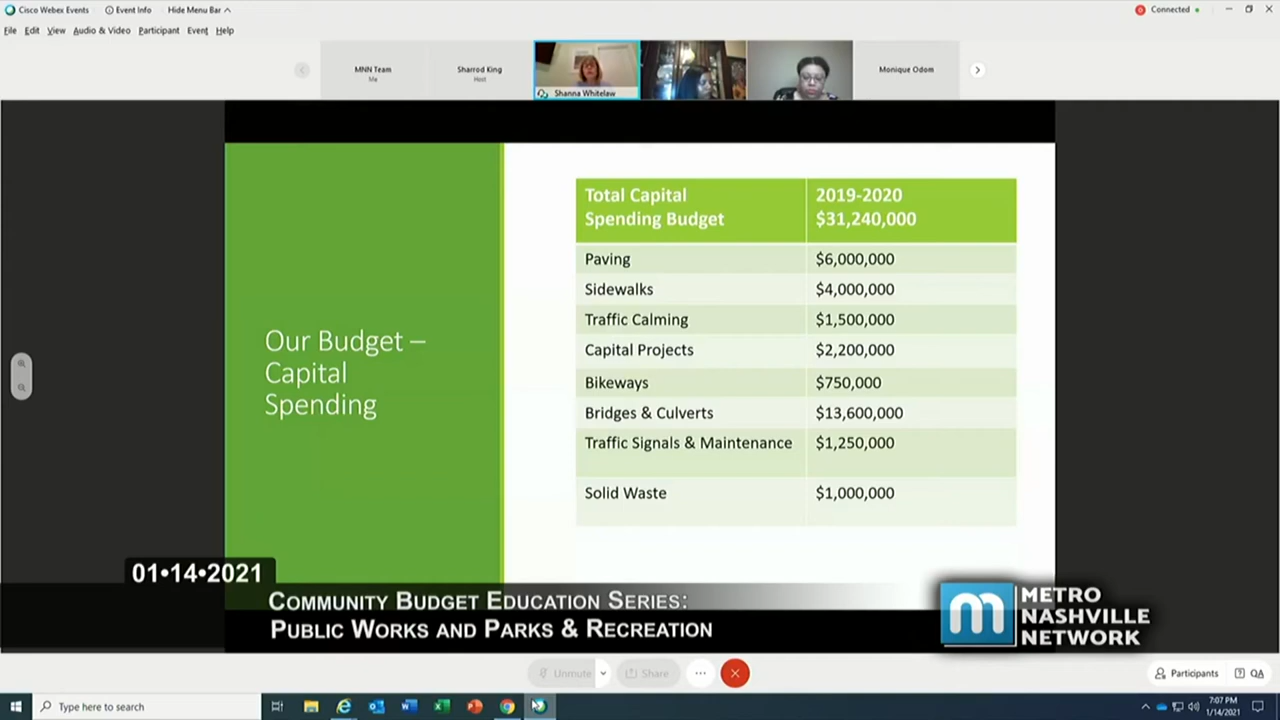 Cisco Webex Events
Event Info
Hide Menu Bar
Connected
File Edit View Audio & Video Participant Event Help
MNN Team
Me
Sharrod King
Host
Shanna Whitelaw
Monique Odom
Our Budget –
Capital
Spending
Total Capital
Spending Budget
2019-2020
$31,240,000
Paving $6,000,000
Sidewalks $4,000,000
Traffic Calming $1,500,000
Capital Projects $2,200,000
Bikeways $750,000
Bridges & Culverts $13,600,000
Traffic Signals & Maintenance $1,250,000
Solid Waste $1,000,000
01•14•2021
COMMUNITY BUDGET EDUCATION SERIES:
PUBLIC WORKS AND PARKS & RECREATION
m
METRO
NASHVILLE
NETWORK
Unmute
Share
Participants
QA
Type here to search
7:07 PM
1/14/2021